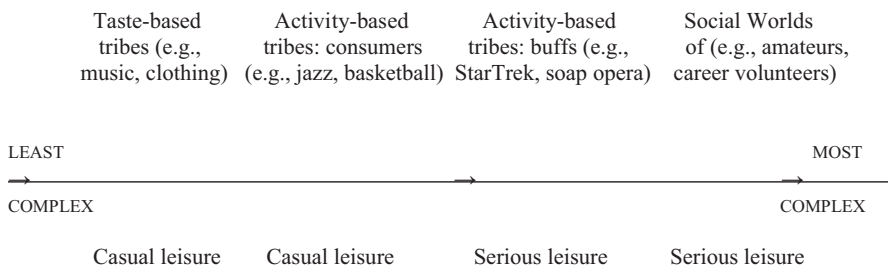 Taste-based Activity-based Activity-based Social Worlds
tribes (e.g., tribes: consumers tribes: buffs (e.g., of (e.g., amateurs,
music, clothing) (e.g., jazz, basketball) StarTrek, soap opera) career volunteers)
LEAST MOST
COMPLEX COMPLEX
Casual leisure Casual leisure Serious leisure Serious leisure